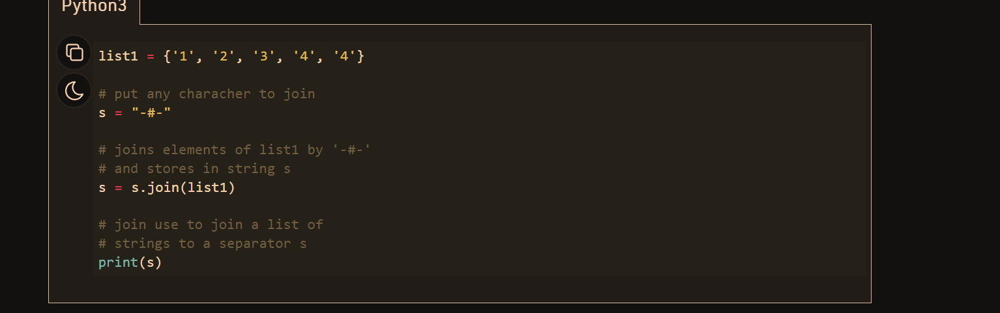 Python3
list1 = {'1', '2', '3', '4', '4'}
# put any characher to join
s = "-#-"
# joins elements of list1 by '-#-'
# and stores in string s
s = s.join(list1)
# join use to join a list of
# strings to a separator s
print(s)